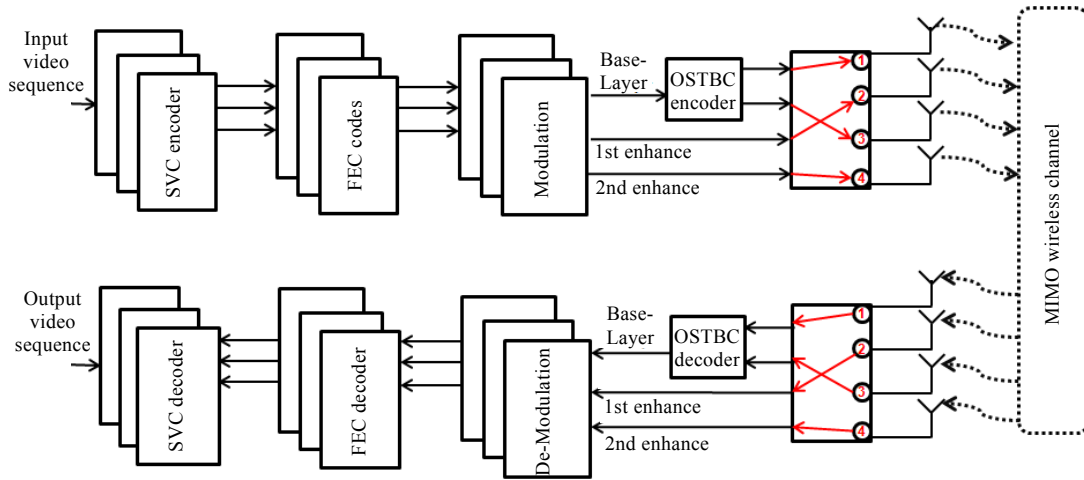 Input
video
sequence
SVC encoder
FEC codes
Modulation
Base-
Layer
OSTBC
encoder
1st enhance
2nd enhance
1
2
3
4
MIMO wireless channel
Output
video
sequence
SVC decoder
FEC decoder
De-Modulation
Base-
Layer
OSTBC
decoder
1st enhance
2nd enhance
1
2
3
4